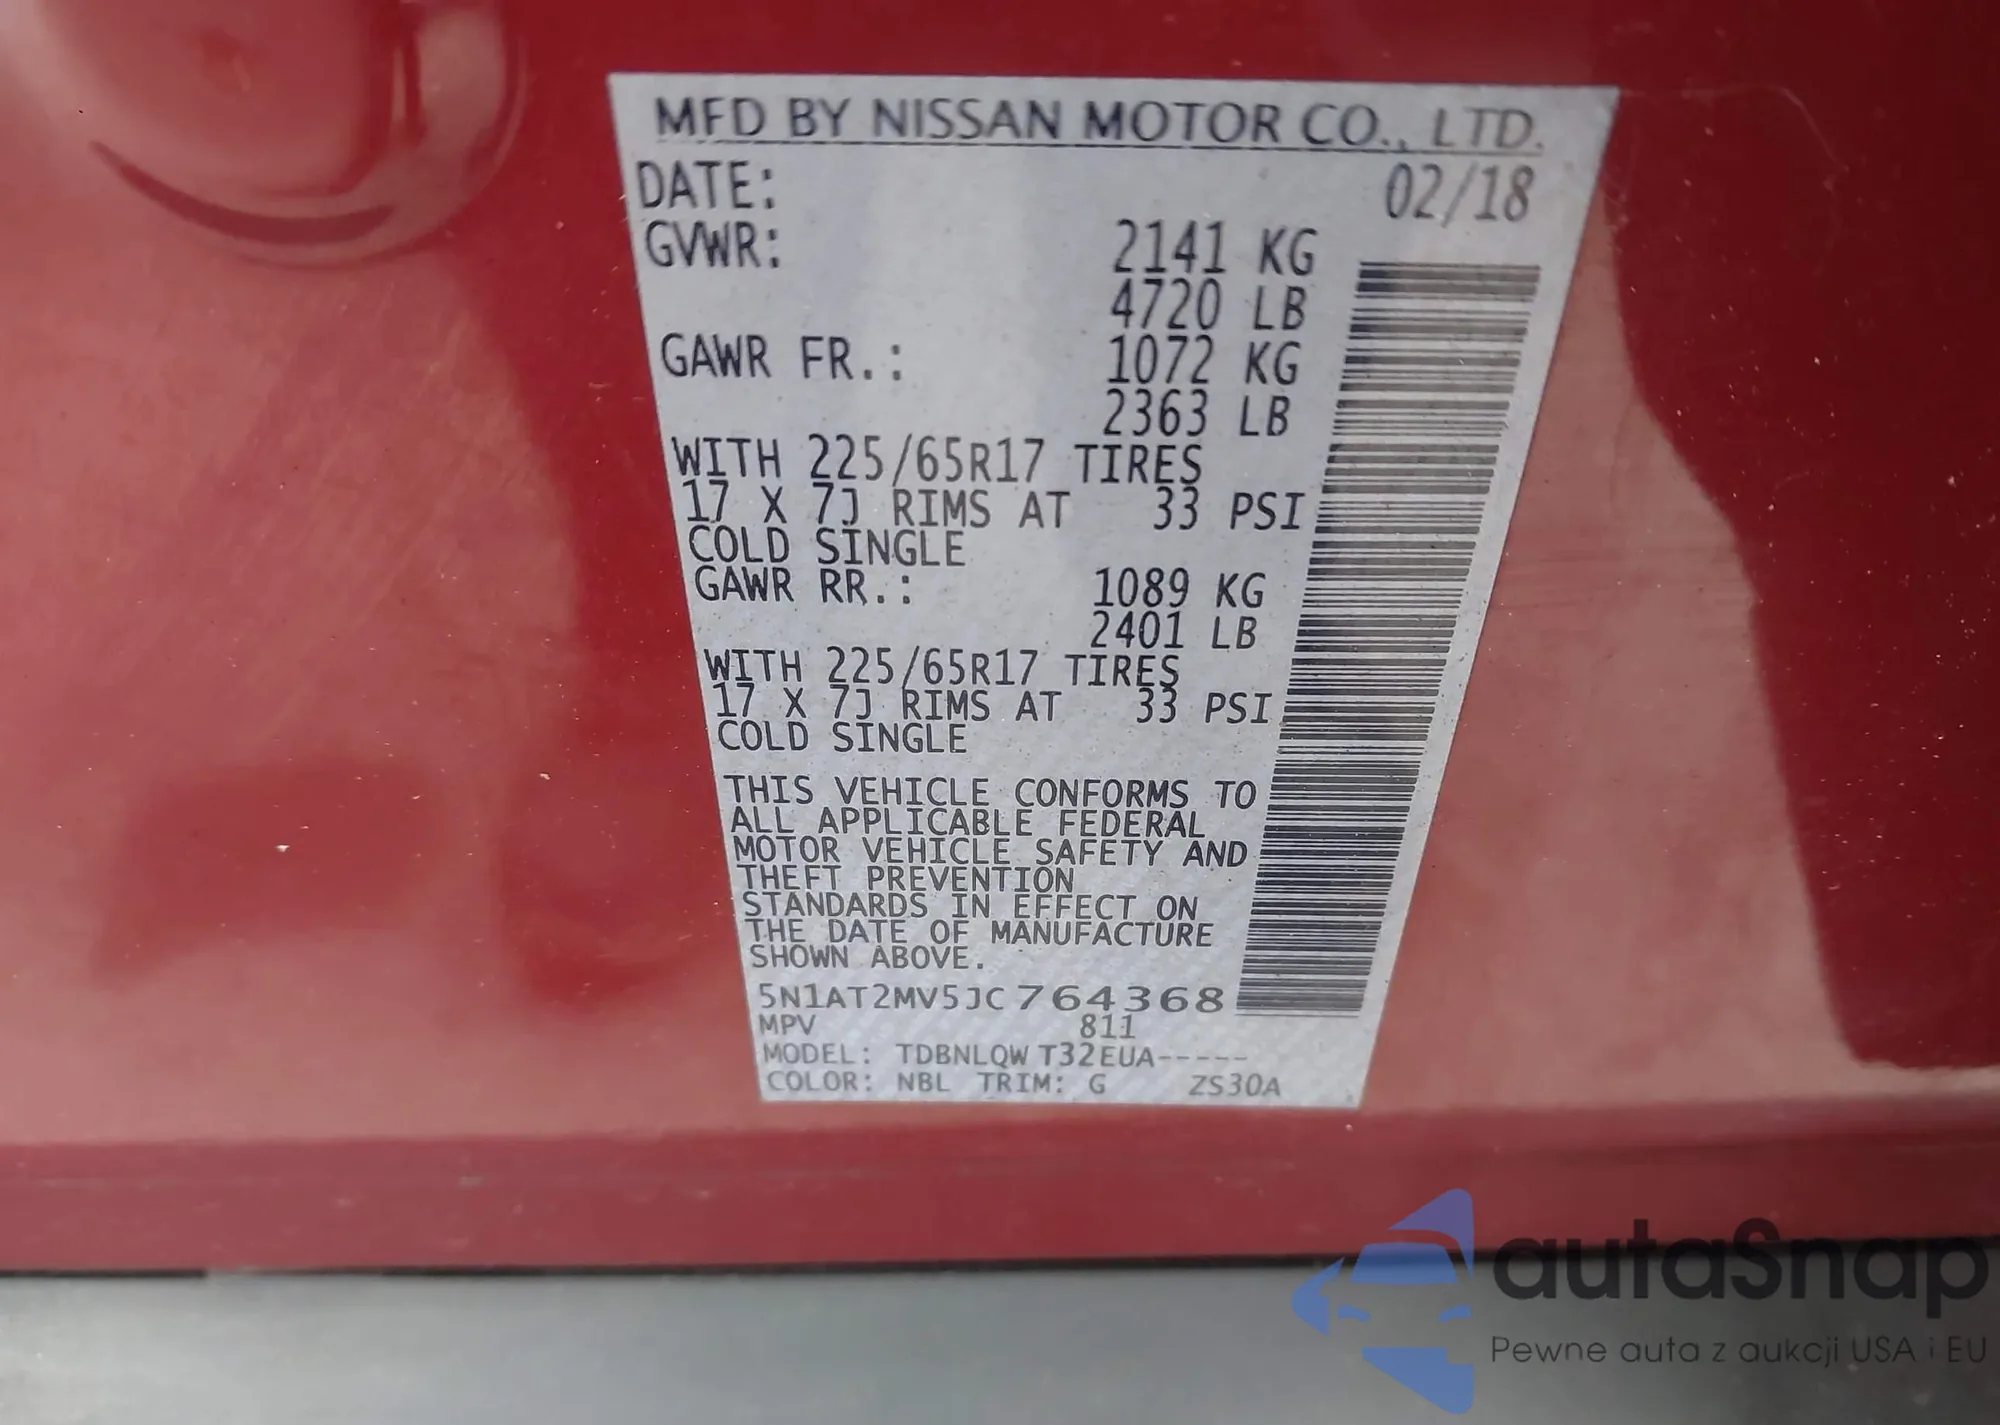 MFD BY NISSAN MOTOR CO., LTD.
DATE: 02/18
GVWR: 2141 KG
4720 LB
GAWR FR.: 1072 KG
2363 LB
WITH 225/65R17 TIRES
17 X 7J RIMS AT 33 PSI
COLD SINGLE
GAWR RR.: 1089 KG
2401 LB
WITH 225/65R17 TIRES
17 X 7J RIMS AT 33 PSI
COLD SINGLE
THIS VEHICLE CONFORMS TO
ALL APPLICABLE FEDERAL
MOTOR VEHICLE SAFETY AND
THEFT PREVENTION
STANDARDS IN EFFECT ON
THE DATE OF MANUFACTURE
SHOWN ABOVE.
5N1AT2MV5JC764368
MPV 811
MODEL: TDBNLQW T32EUA-----
COLOR: NBL TRIM: G ZS30A
autaSnap
Pewne auta z aukcji USA i EU